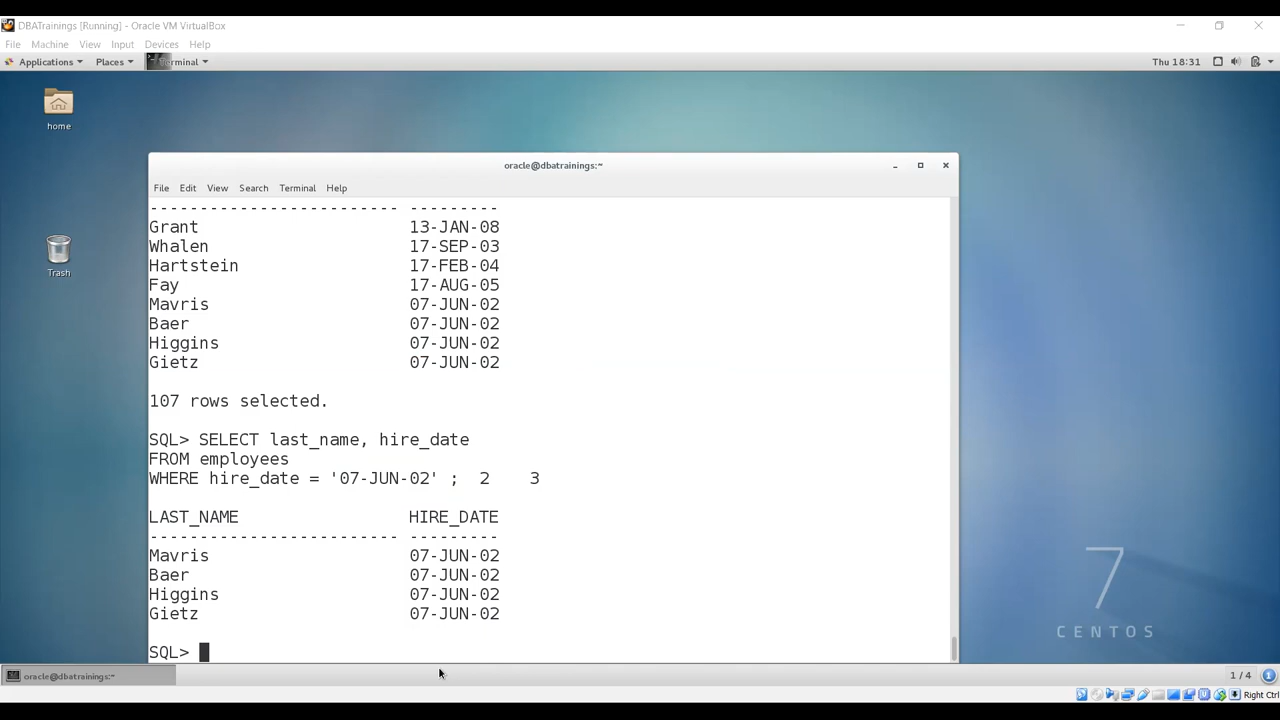 DBATrainings [Running] - Oracle VM VirtualBox
File Machine View Input Devices Help
Applications Places Terminal Thu 18:31
home
Trash
oracle@dbatrainings:~
File Edit View Search Terminal Help
------------------------- ---------
Grant 13-JAN-08
Whalen 17-SEP-03
Hartstein 17-FEB-04
Fay 17-AUG-05
Mavris 07-JUN-02
Baer 07-JUN-02
Higgins 07-JUN-02
Gietz 07-JUN-02
107 rows selected.
SQL> SELECT last_name, hire_date
FROM employees
WHERE hire_date = '07-JUN-02' ; 2 3
LAST_NAME HIRE_DATE
------------------------- ---------
Mavris 07-JUN-02
Baer 07-JUN-02
Higgins 07-JUN-02
Gietz 07-JUN-02
SQL>
7
CENTOS
oracle@dbatrainings:~ 1 / 4
Right Ctrl